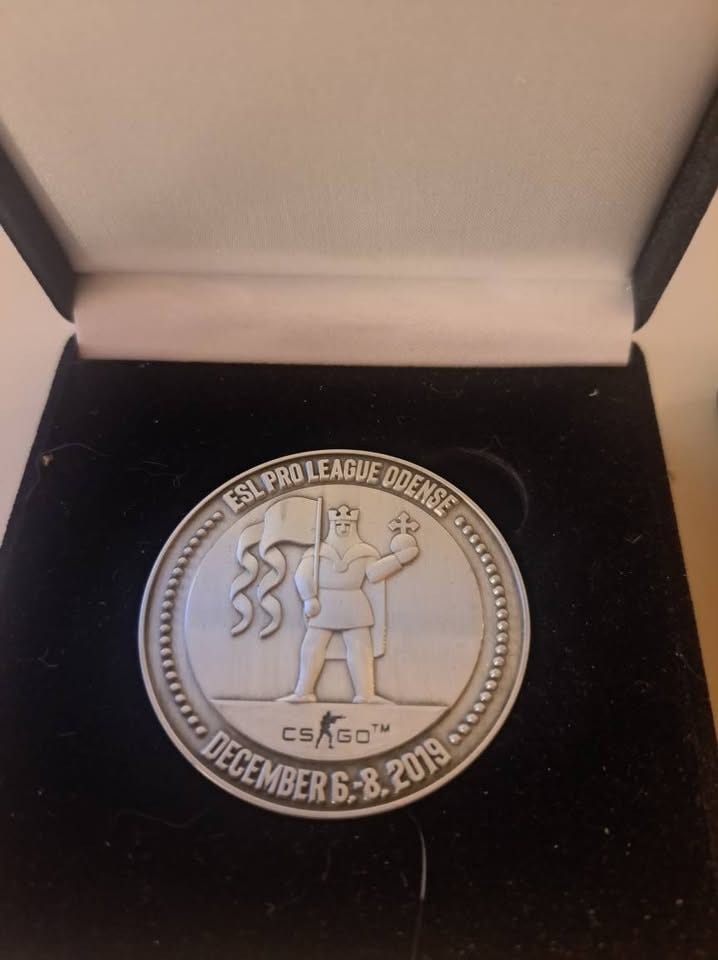 ESL PRO LEAGUE ODENSE
CS GO™
DECEMBER 6.-8. 2019